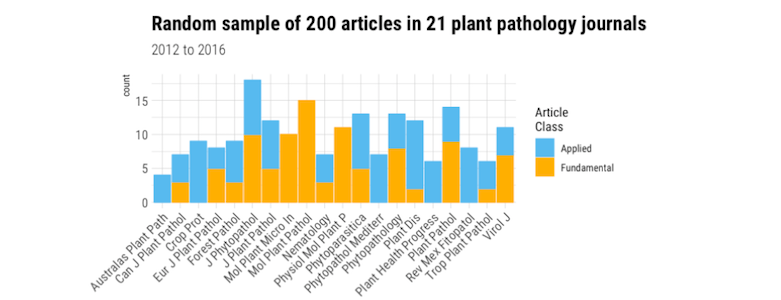 Random sample of 200 articles in 21 plant pathology journals
2012 to 2016
count
15
10
5
0
Australas Plant Path
Can J Plant Pathol
Crop Prot
Eur J Plant Pathol
Forest Pathol
J Phytopathol
J Plant Pathol
Mol Plant Micro In
Mol Plant Pathol
Nematology
Physiol Mol Plant P
Phytoparasitica
Phytopathol Mediterr
Phytopathology
Plant Dis
Plant Health Progress
Plant Pathol
Rev Mex Fitopatol
Trop Plant Pathol
Virol J
Article
Class
Applied
Fundamental